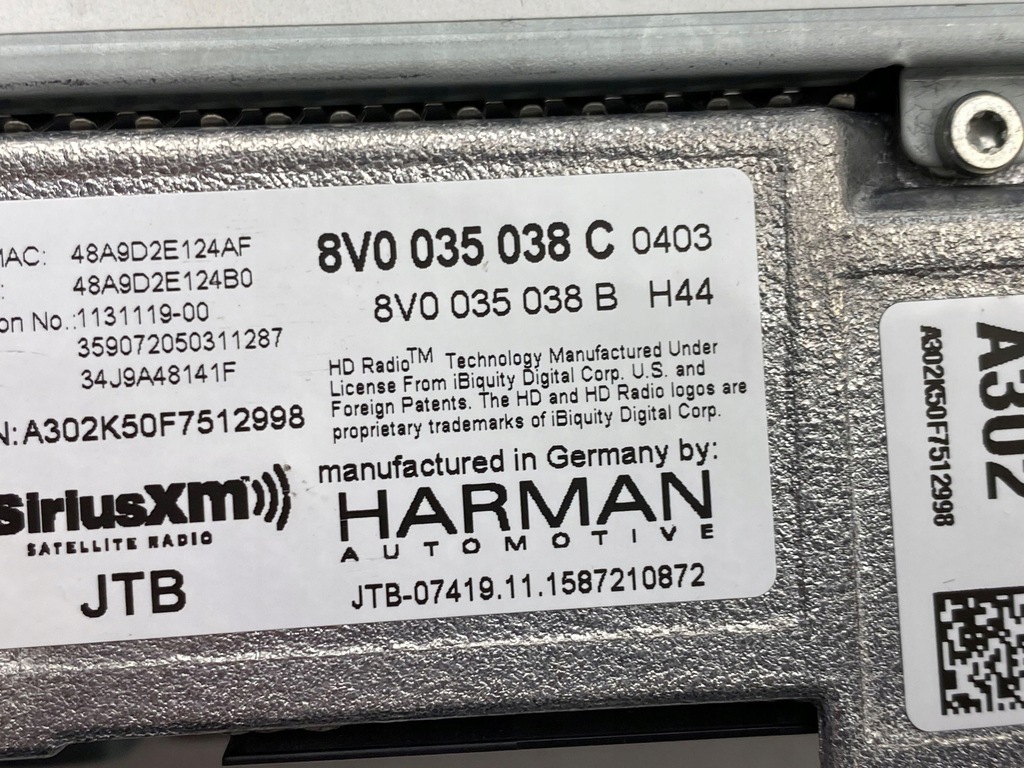 MAC: 48A9D2E124AF
: 48A9D2E124B0
on No.:1131119-00
359072050311287
34J9A48141F
N:A302K50F7512998
SiriusXm
SATELLITE RADIO
JTB
8V0 035 038 C 0403
8V0 035 038 B H44
HD Radio™ Technology Manufactured Under
License From iBiquity Digital Corp. U.S. and
Foreign Patents. The HD and HD Radio logos are
proprietary trademarks of iBiquity Digital Corp.
manufactured in Germany by:
HARMAN
AUTOMOTIVE
JTB-07419.11.1587210872
A302
A302K50F7512998